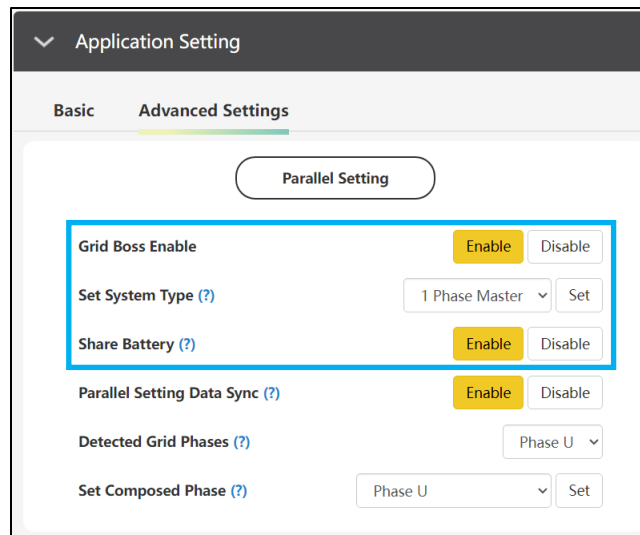 Application Setting
Basic Advanced Settings
Parallel Setting
Grid Boss Enable Enable Disable
Set System Type (?) 1 Phase Master Set
Share Battery (?) Enable Disable
Parallel Setting Data Sync (?) Enable Disable
Detected Grid Phases (?) Phase U
Set Composed Phase (?) Phase U Set